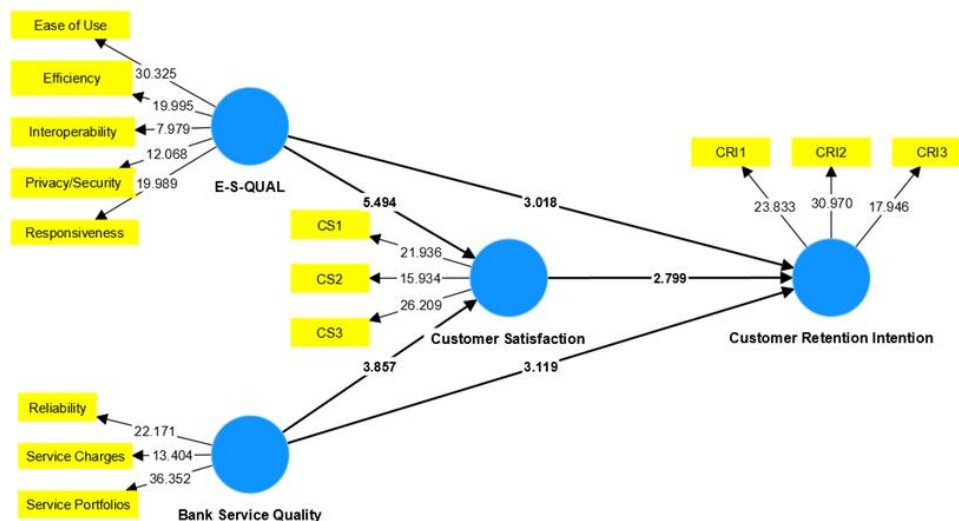 Ease of Use
30.325
Efficiency
19.995
Interoperability
7.979
12.068
Privacy/Security
19.989
Responsiveness
E-S-QUAL
5.494
3.018
CS1
21.936
CS2
15.934
CS3
26.209
Customer Satisfaction
2.799
CRI1
CRI2
CRI3
23.833
30.970
17.946
Customer Retention Intention
3.857
3.119
Reliability
22.171
Service Charges
13.404
36.352
Service Portfolios
Bank Service Quality